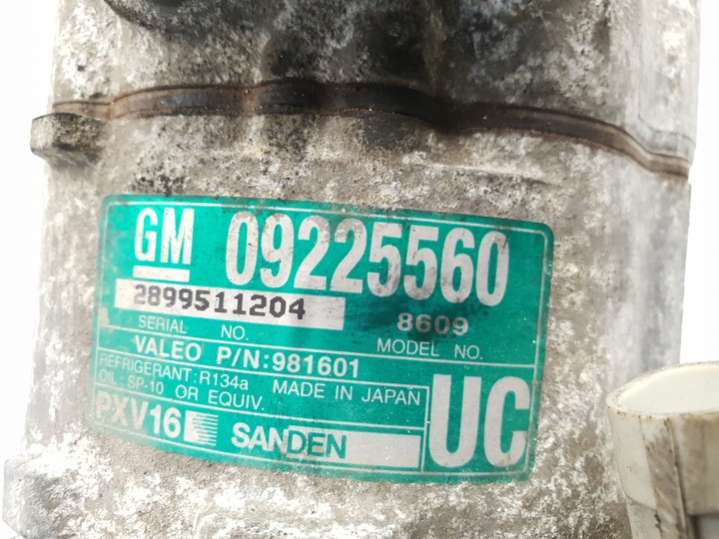 GM 09225560
2899511204 8609
SERIAL NO. MODEL NO.
VALEO P/N:981601
REFRIGERANT:R134a MADE IN JAPAN
OIL:SP-10 OR EQUIV.
PXV16 SANDEN UC